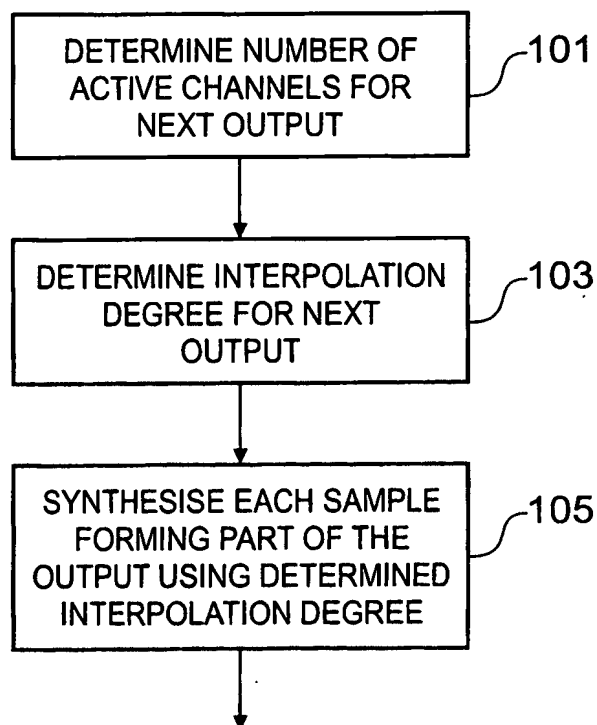 DETERMINE NUMBER OF
ACTIVE CHANNELS FOR
NEXT OUTPUT
101
DETERMINE INTERPOLATION
DEGREE FOR NEXT
OUTPUT
103
SYNTHESISE EACH SAMPLE
FORMING PART OF THE
OUTPUT USING DETERMINED
INTERPOLATION DEGREE
105